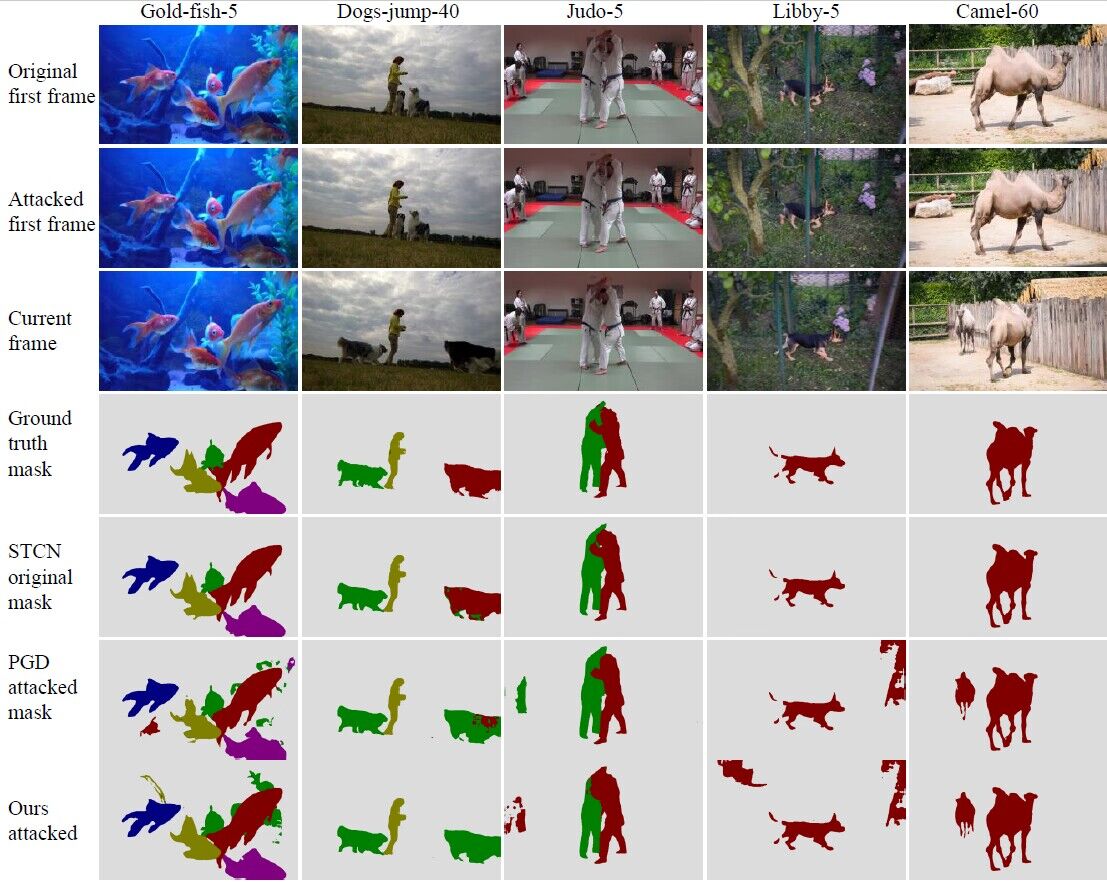 Gold-fish-5 Dogs-jump-40 Judo-5 Libby-5 Camel-60
Original
first frame
Attacked
first frame
Current
frame
Ground
truth
mask
STCN
original
mask
PGD
attacked
mask
Ours
attacked